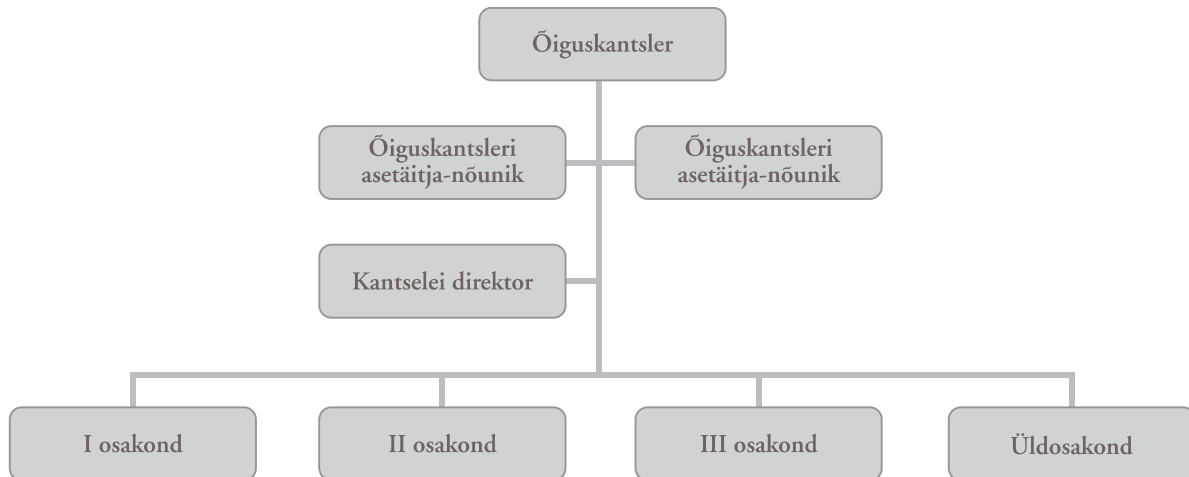 Õiguskantsler
Õiguskantsleri
asetäitja-nõunik
Õiguskantsleri
asetäitja-nõunik
Kantselei direktor
I osakond
II osakond
III osakond
Üldosakond